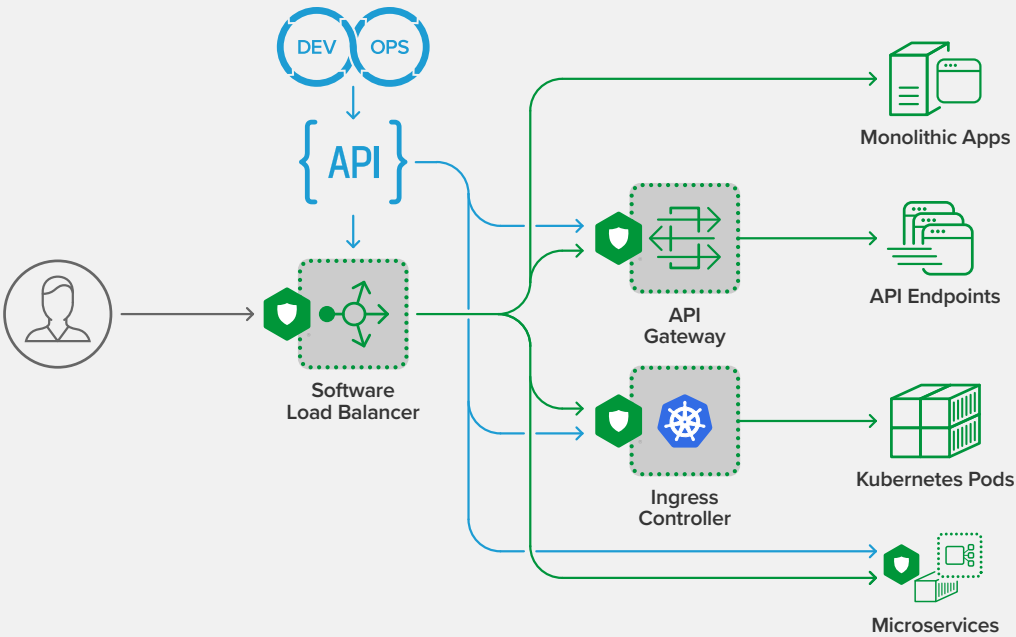 DEV OPS
{ API }
Monolithic Apps
API
Gateway
API Endpoints
Software
Load Balancer
Ingress
Controller
Kubernetes Pods
Microservices